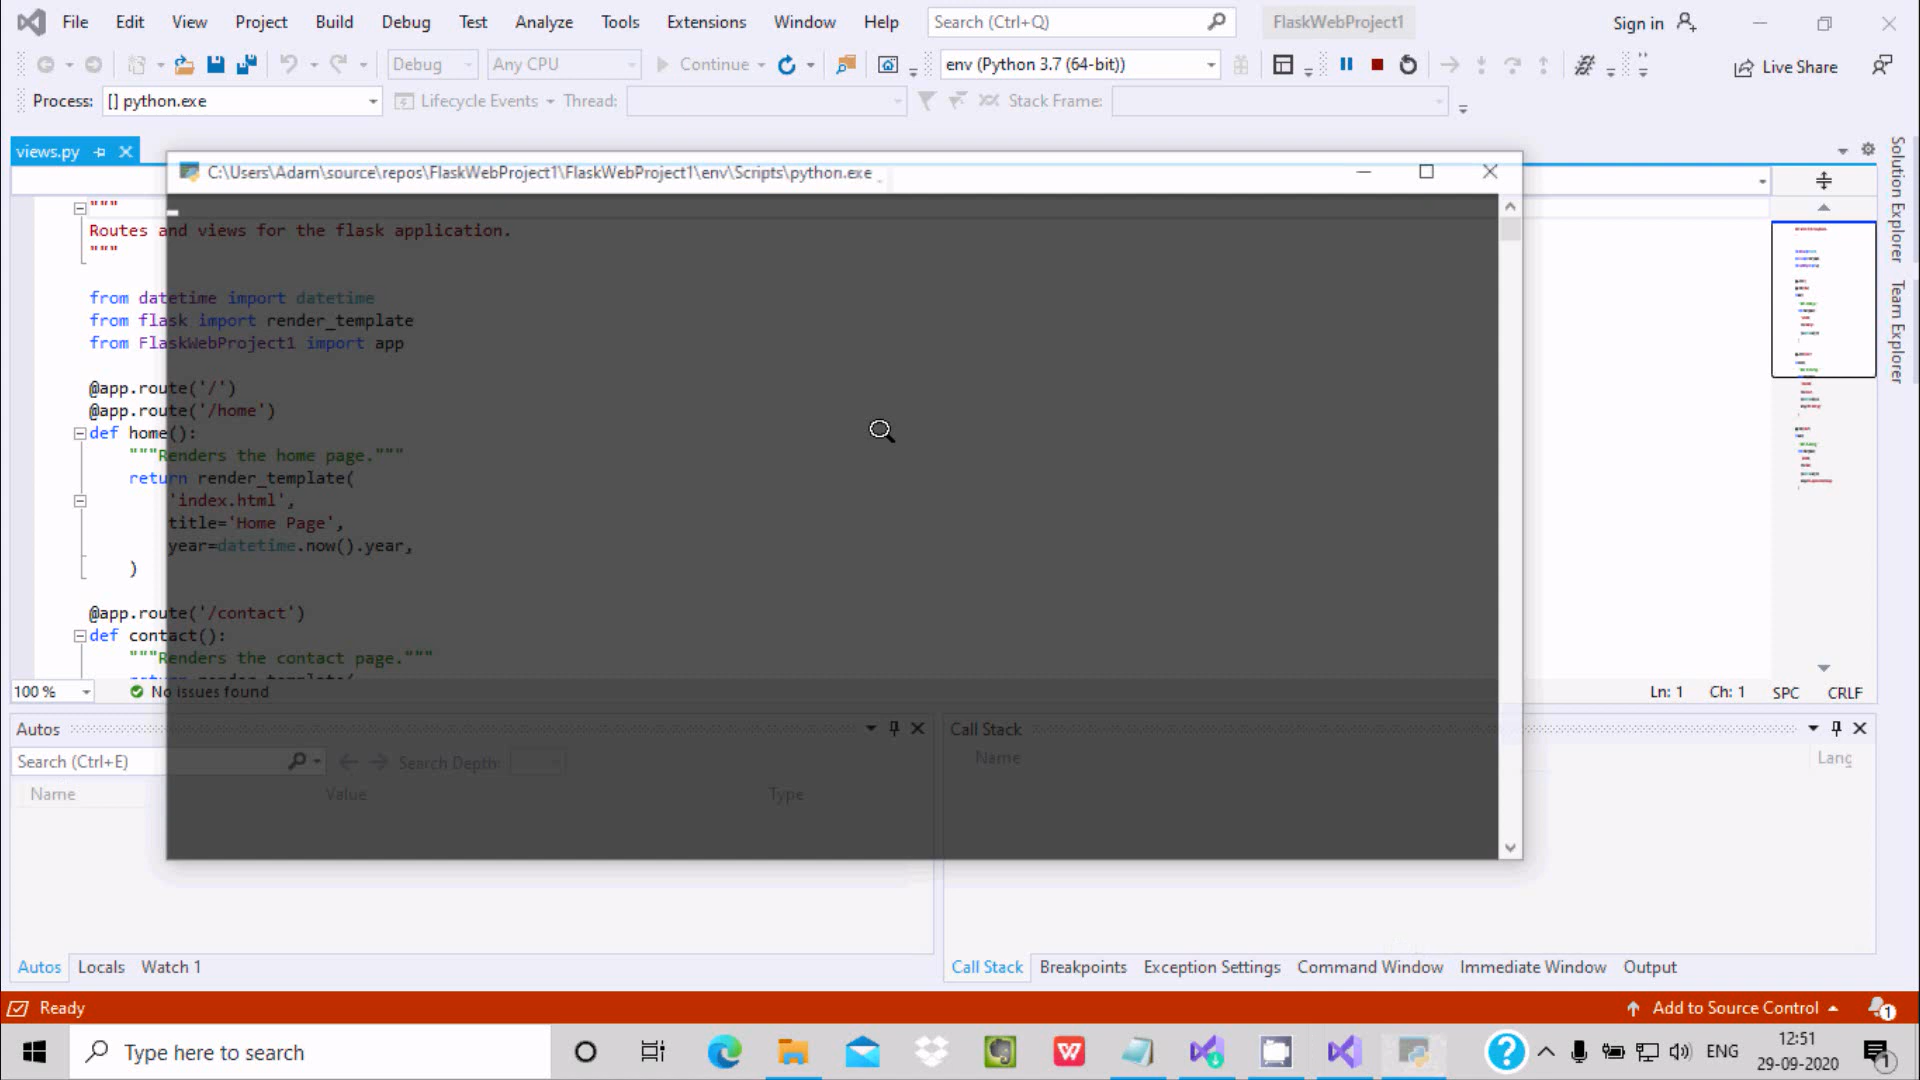 File Edit View Project Build Debug Test Analyze Tools Extensions Window Help Search (Ctrl+Q) FlaskWebProject1 Sign in
Debug Any CPU Continue env (Python 3.7 (64-bit)) Live Share
Process: [] python.exe Lifecycle Events Thread: Stack Frame:
views.py
C:\Users\Adam\source\repos\FlaskWebProject1\FlaskWebProject1\env\Scripts\python.exe
"""
Routes and views for the flask application.
"""
from datetime import datetime
from flask import render_template
from FlaskWebProject1 import app
@app.route('/')
@app.route('/home')
def home():
"""Renders the home page."""
return render_template(
'index.html',
title='Home Page',
year=datetime.now().year,
)
@app.route('/contact')
def contact():
"""Renders the contact page."""
return render_template(
100 % No issues found Ln: 1 Ch: 1 SPC CRLF
Solution Explorer
Team Explorer
Autos
Search (Ctrl+E) Search Depth:
Name Value Type
Call Stack
Name Lang
Autos Locals Watch 1
Call Stack Breakpoints Exception Settings Command Window Immediate Window Output
Ready Add to Source Control 1
Type here to search ENG 12:51
29-09-2020 1